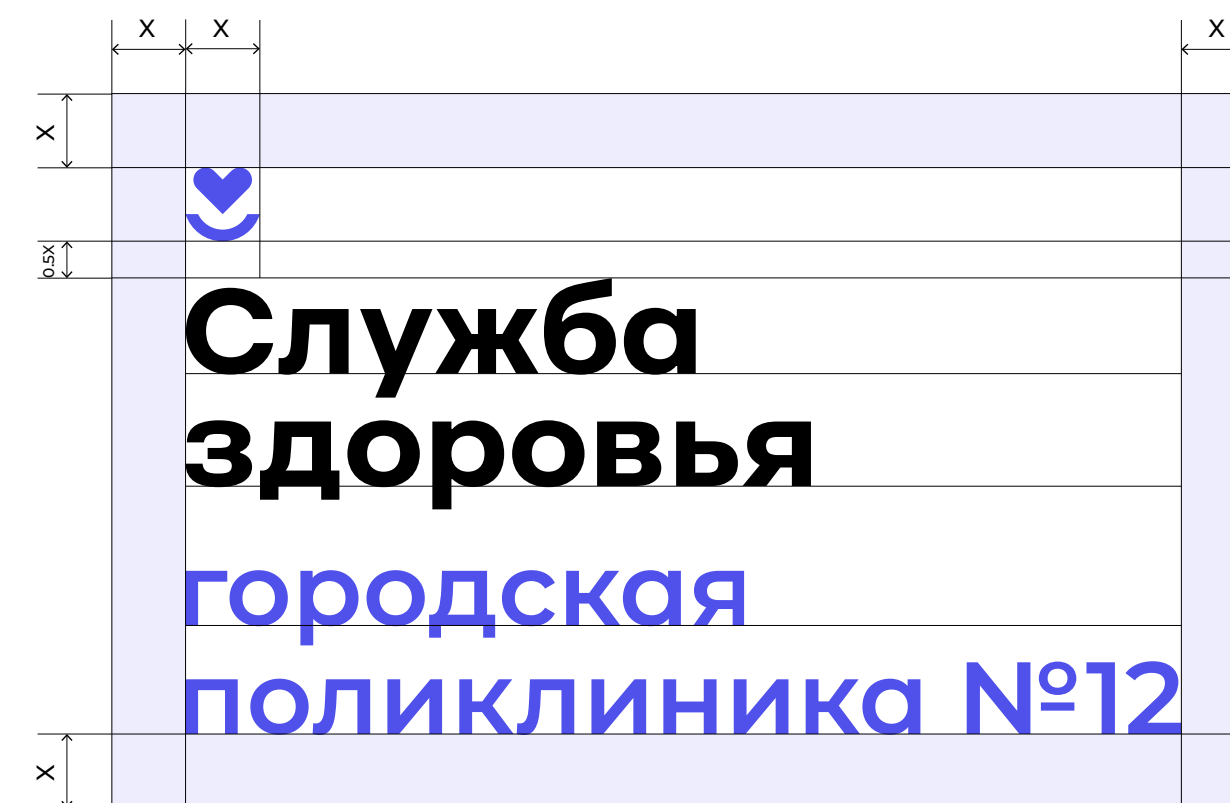 X X X
X
0.5X
Служба
здоровья
городская
поликлиника №12
X